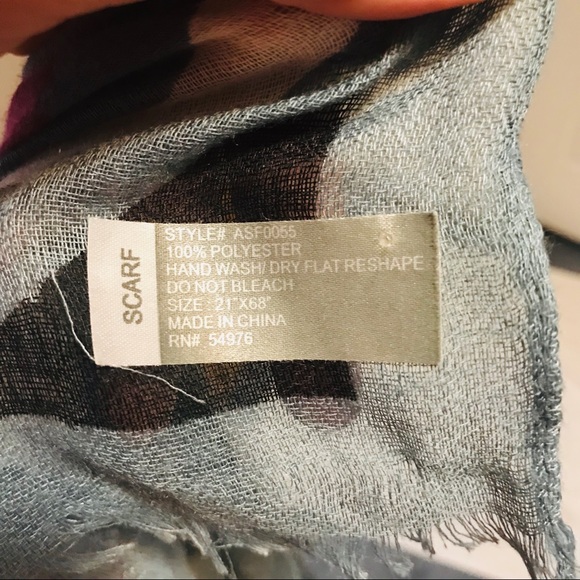 SCARF
STYLE# ASF0055
100% POLYESTER
HAND WASH/ DRY FLAT RESHAPE
DO NOT BLEACH
SIZE : 21"X68"
MADE IN CHINA
RN# 54976